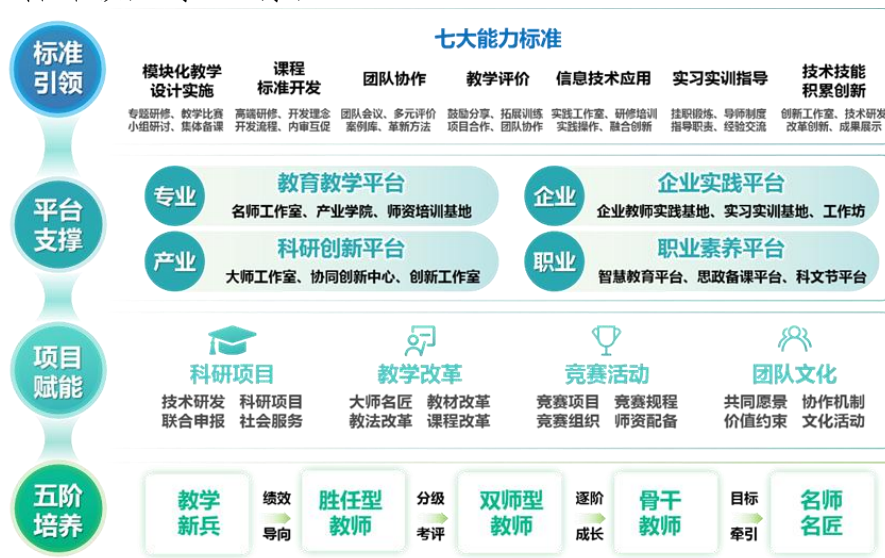 标准
引领
七大能力标准
模块化教学
设计实施
专题研修、教学比赛
小组研讨、集体备课
课程
标准开发
高端研修、开发理念
开发流程、内审互促
团队协作
团队会议、多元评价
案例库、革新方法
教学评价
鼓励分享、拓展训练
项目合作、团队协作
信息技术应用
实践工作室、研修培训
实践操作、融合创新
实习实训指导
挂职锻炼、导师制度
指导职责、经验交流
技术技能
积累创新
创新工作室、技术研发
改革创新、成果展示
平台
支撑
专业
教育教学平台
名师工作室、产业学院、师资培训基地
企业
企业实践平台
企业教师实践基地、实习实训基地、工作坊
产业
科研创新平台
大师工作室、协同创新中心、创新工作室
职业
职业素养平台
智慧教育平台、思政备课平台、科文节平台
项目
赋能
科研项目
技术研发 科研项目
联合申报 社会服务
教学改革
大师名匠 教材改革
教法改革 课程改革
竞赛活动
竞赛项目 竞赛规程
竞赛组织 师资配备
团队文化
共同愿景 协作机制
价值约束 文化活动
五阶
培养
教学
新兵
绩效
导向
胜任型
教师
分级
考评
双师型
教师
逐阶
成长
骨干
教师
目标
牵引
名师
名匠